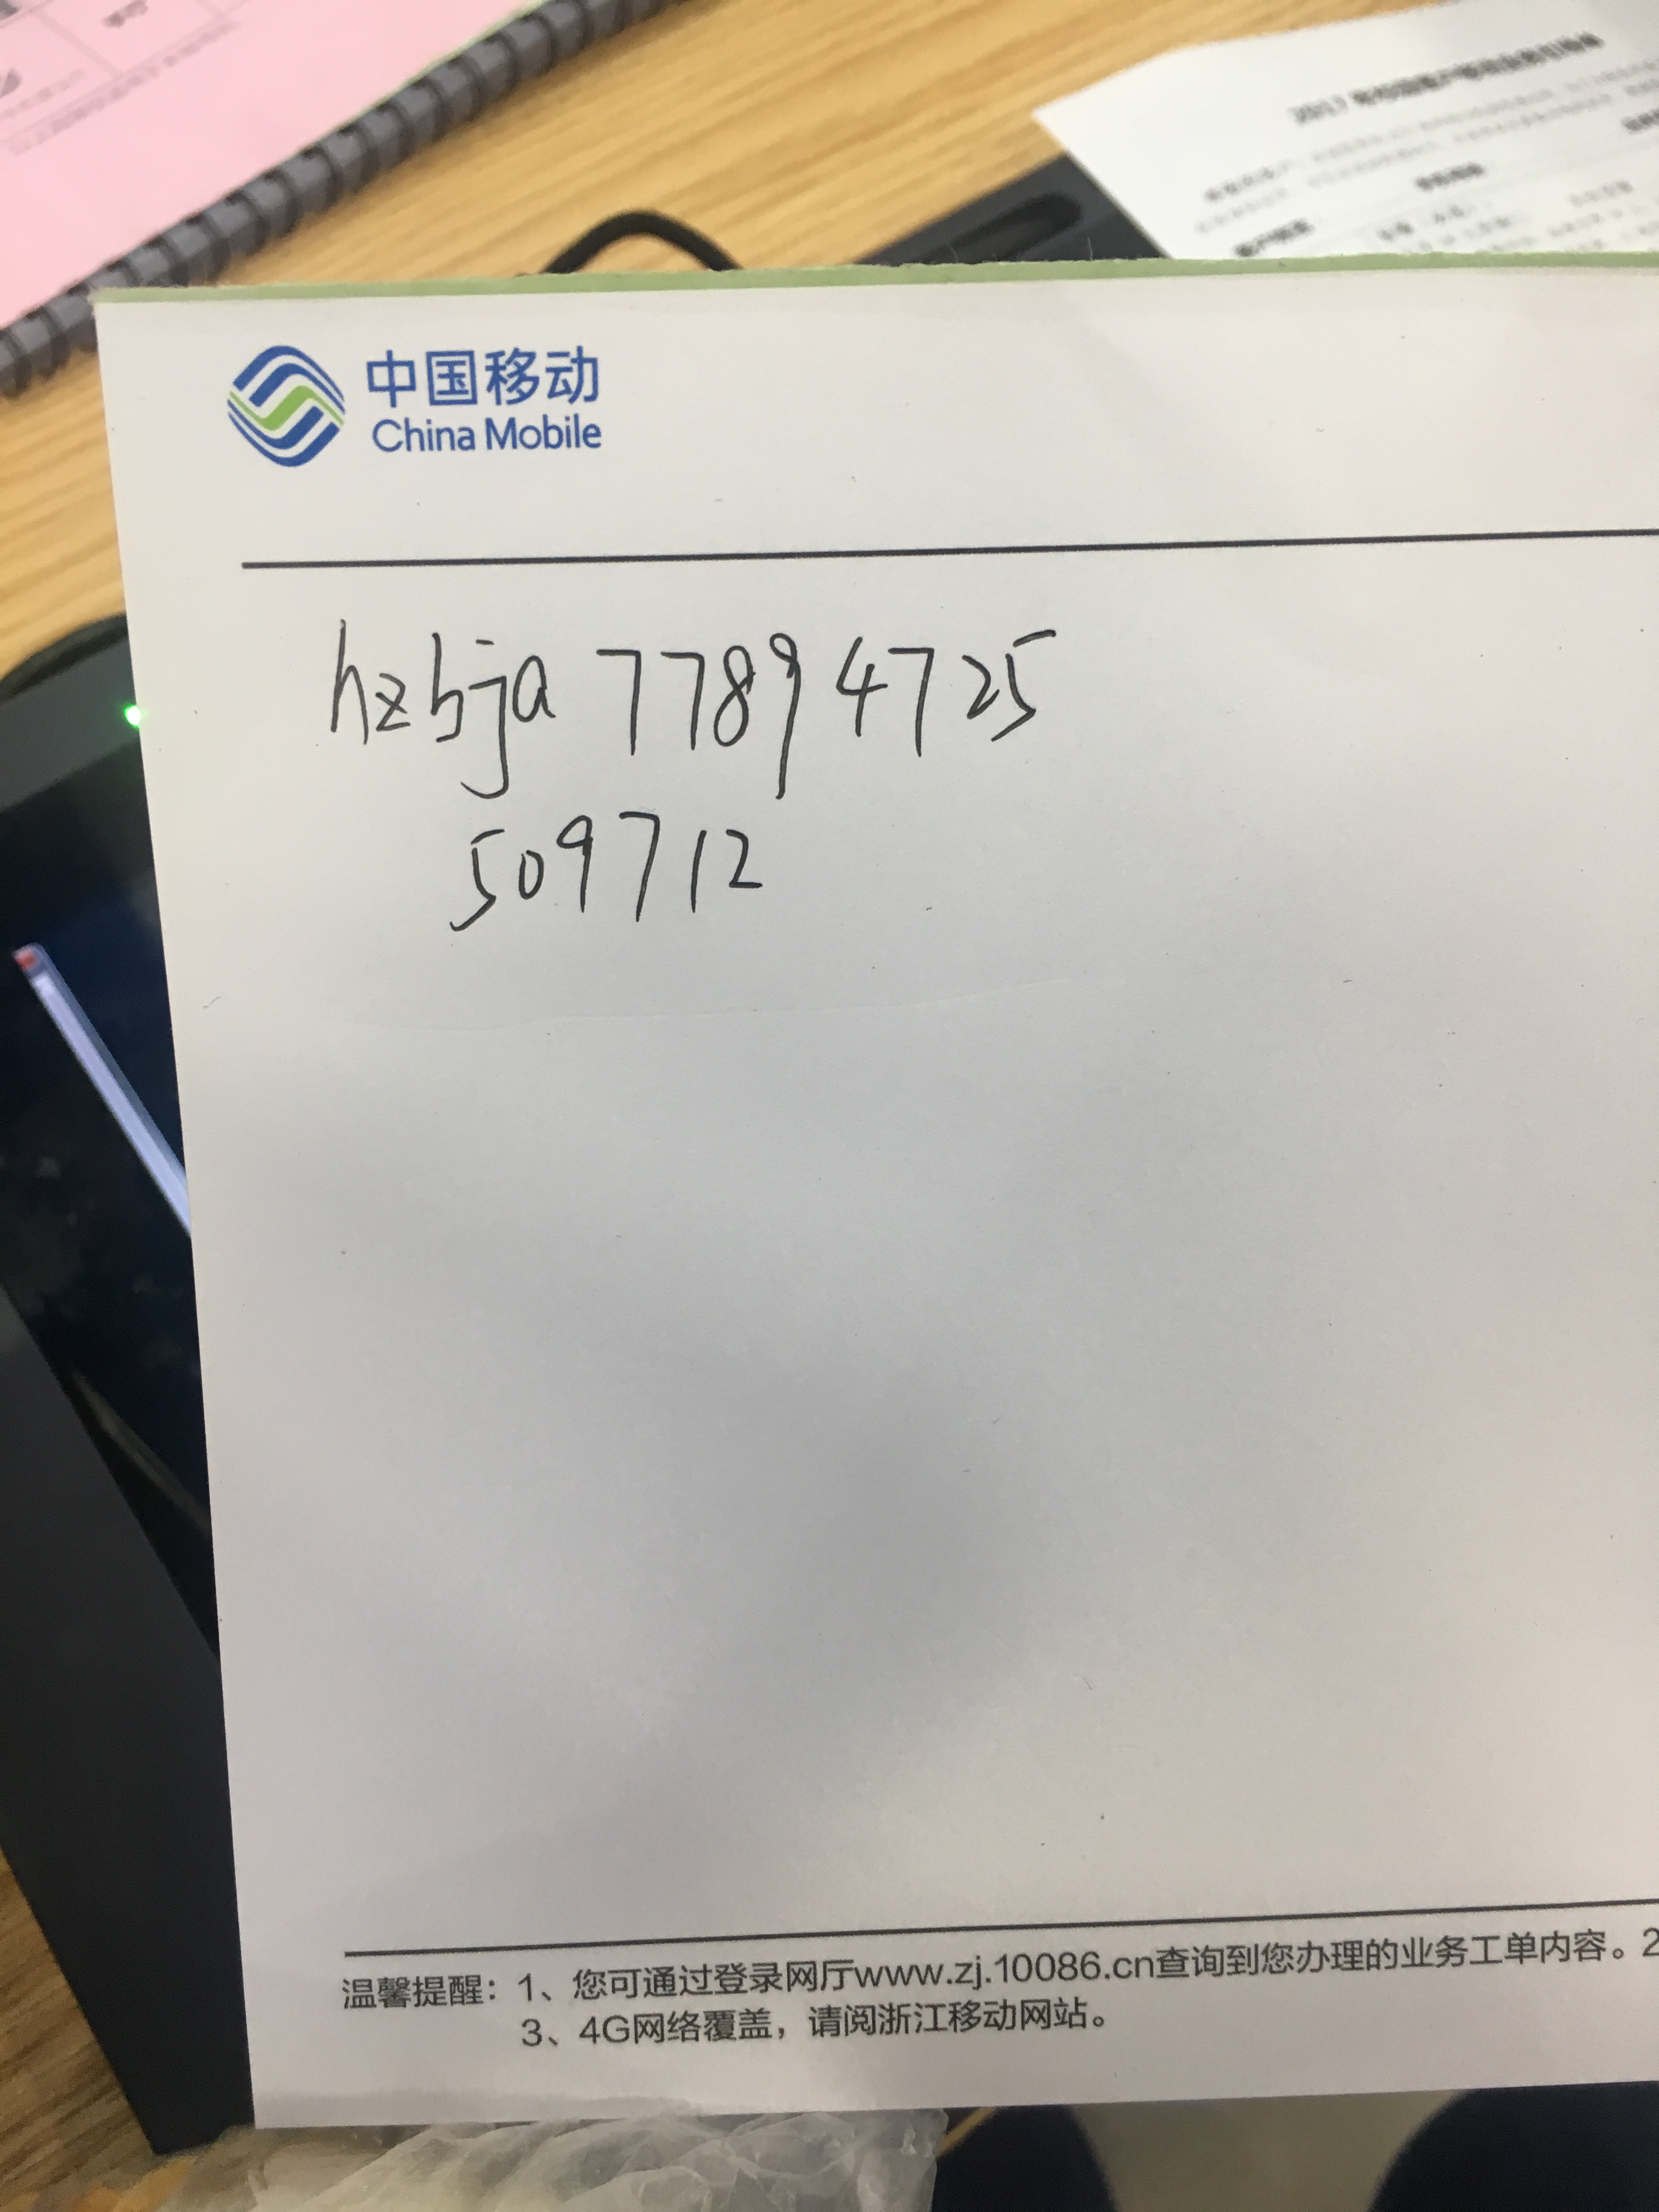 中国移动
China Mobile
hzbja77894725
509712
温馨提醒：1、您可通过登录网厅www.zj.10086.cn查询到您办理的业务工单内容。2
3、4G网络覆盖，请阅浙江移动网站。